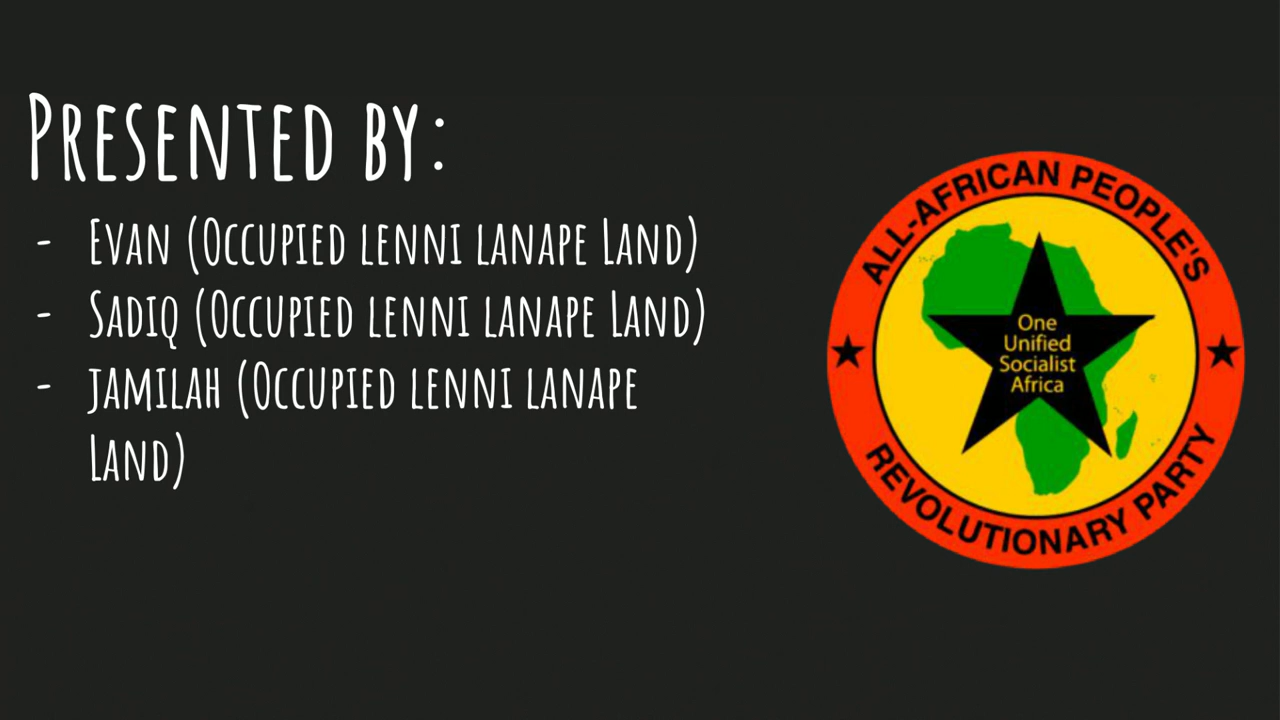 Presented by:
- Evan (Occupied lenni lanape Land)
- Sadiq (Occupied lenni lanape Land)
- jamilah (Occupied lenni lanape
Land)
ALL-AFRICAN PEOPLE'S
One
Unified
Socialist
Africa
REVOLUTIONARY PARTY